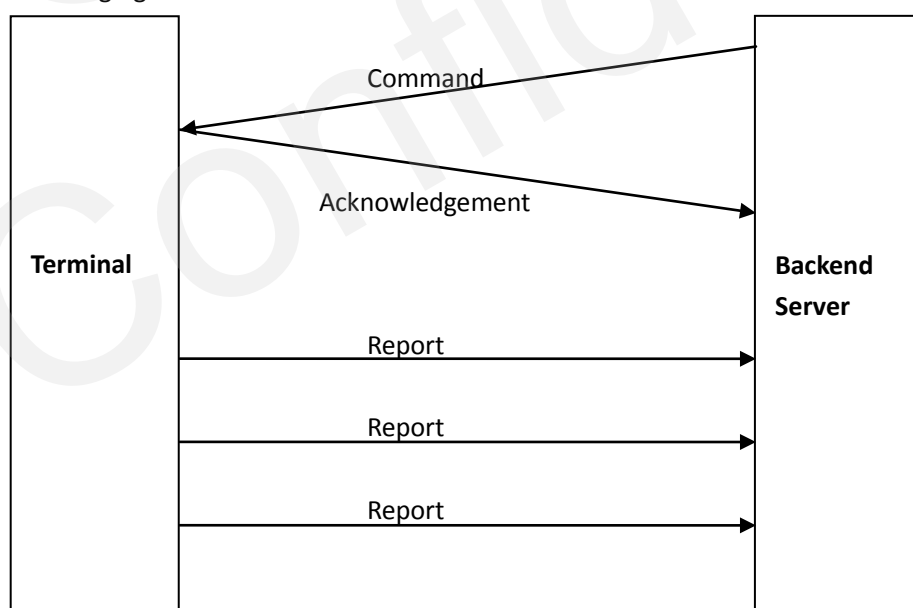 Command
Acknowledgement
Terminal
Backend
Server
Report
Report
Report